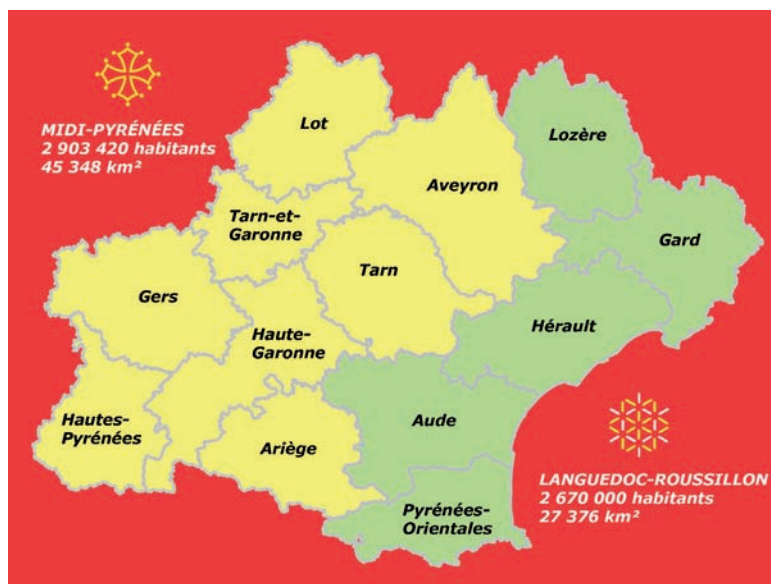 MIDI-PYRÉNÉES
2 903 420 habitants
45 348 km²
Lot
Lozère
Aveyron
Tarn-et-
Garonne
Gard
Tarn
Gers
Hérault
Haute-
Garonne
Hautes-
Pyrénées
Aude
Ariège
LANGUEDOC-ROUSSILLON
2 670 000 habitants
27 376 km²
Pyrénées-
Orientales